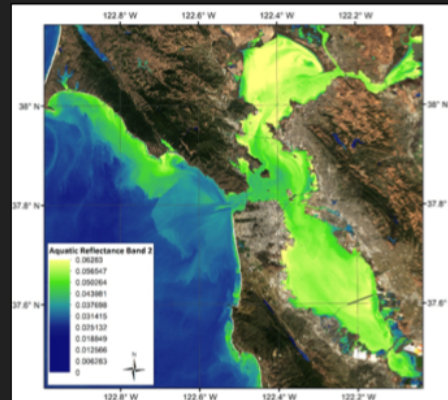 122.8° W 122.6° W 122.4° W 122.2° W
38° N
38° N
37.8° N
37.8°
37.6° N
37.6°
Aquatic Reflectance Band 2
0.06283
0.056547
0.050264
0.043981
0.037698
0.031415
0.025132
0.018849
0.012566
0.006283
0
N
122.8° W 122.6° W 122.4° W 122.2° W